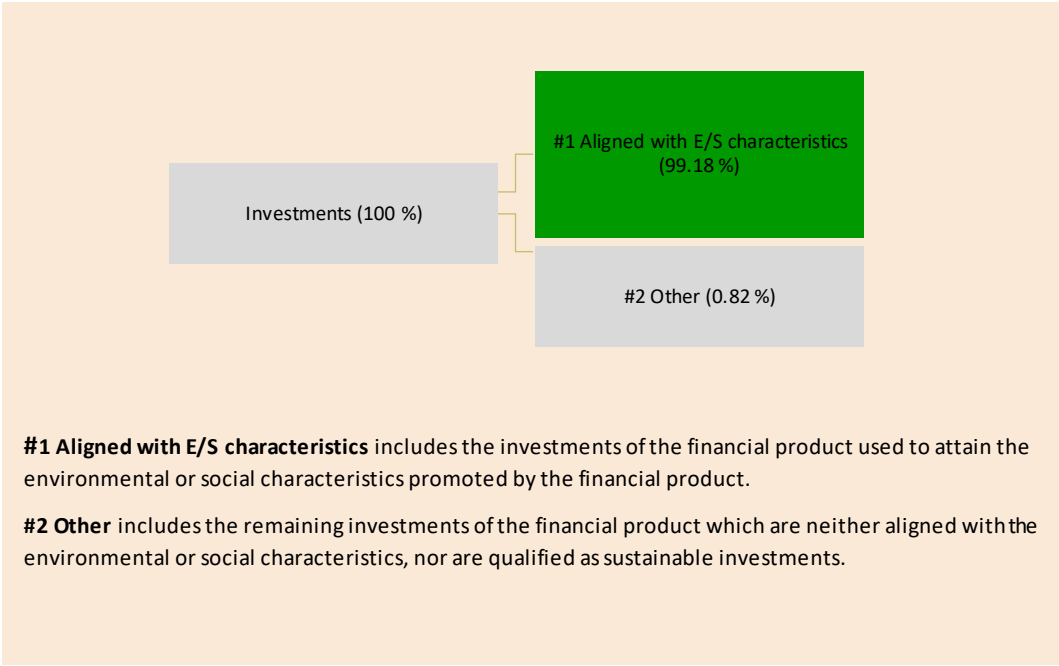 #1 Aligned with E/S characteristics
(99.18 %)
Investments (100 %)
#2 Other (0.82 %)
#1 Aligned with E/S characteristics includes the investments of the financial product used to attain the
environmental or social characteristics promoted by the financial product.
#2 Other includes the remaining investments of the financial product which are neither aligned with the
environmental or social characteristics, nor are qualified as sustainable investments.